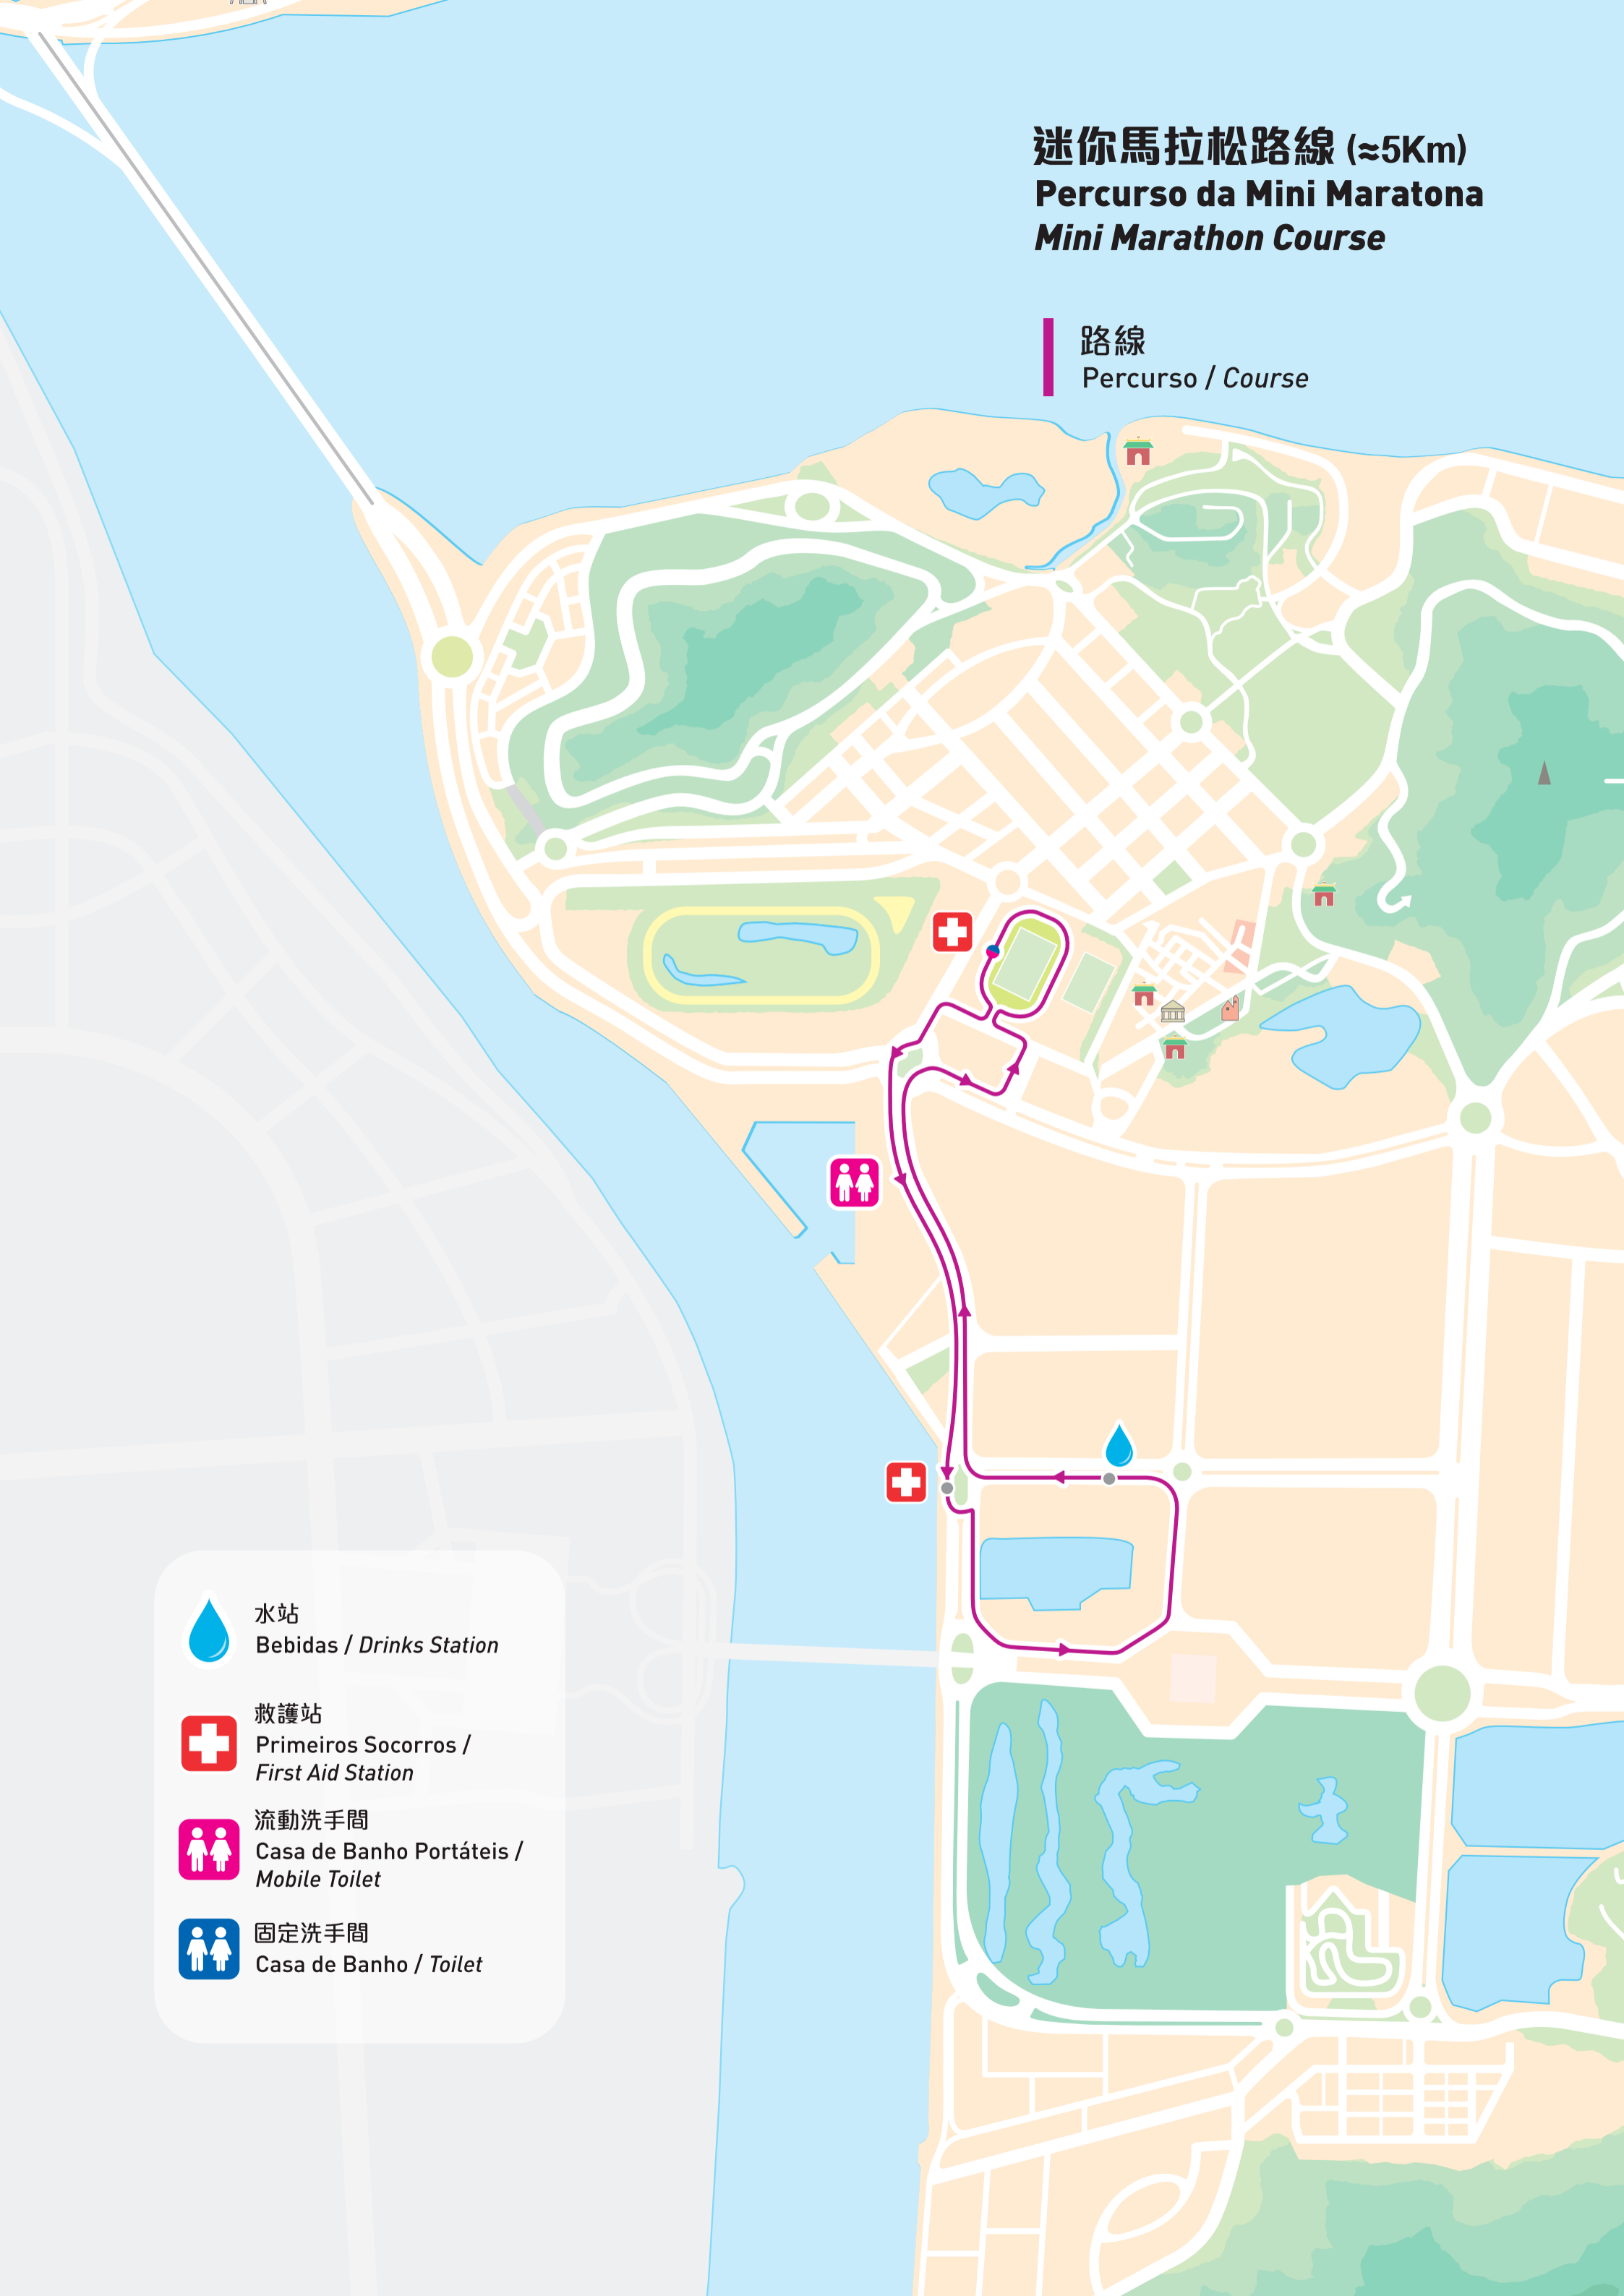 迷你馬拉松路線 (≈5Km)
Percurso da Mini Maratona
Mini Marathon Course
路線
Percurso / Course
水站
Bebidas / Drinks Station
救護站
Primeiros Socorros /
First Aid Station
流動洗手間
Casa de Banho Portáteis /
Mobile Toilet
固定洗手間
Casa de Banho / Toilet